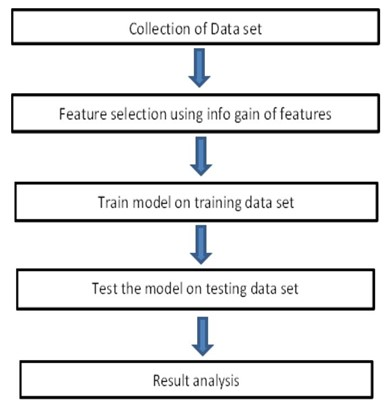 Collection of Data set
Feature selection using info gain of features
Train model on training data set
Test the model on testing data set
Result analysis